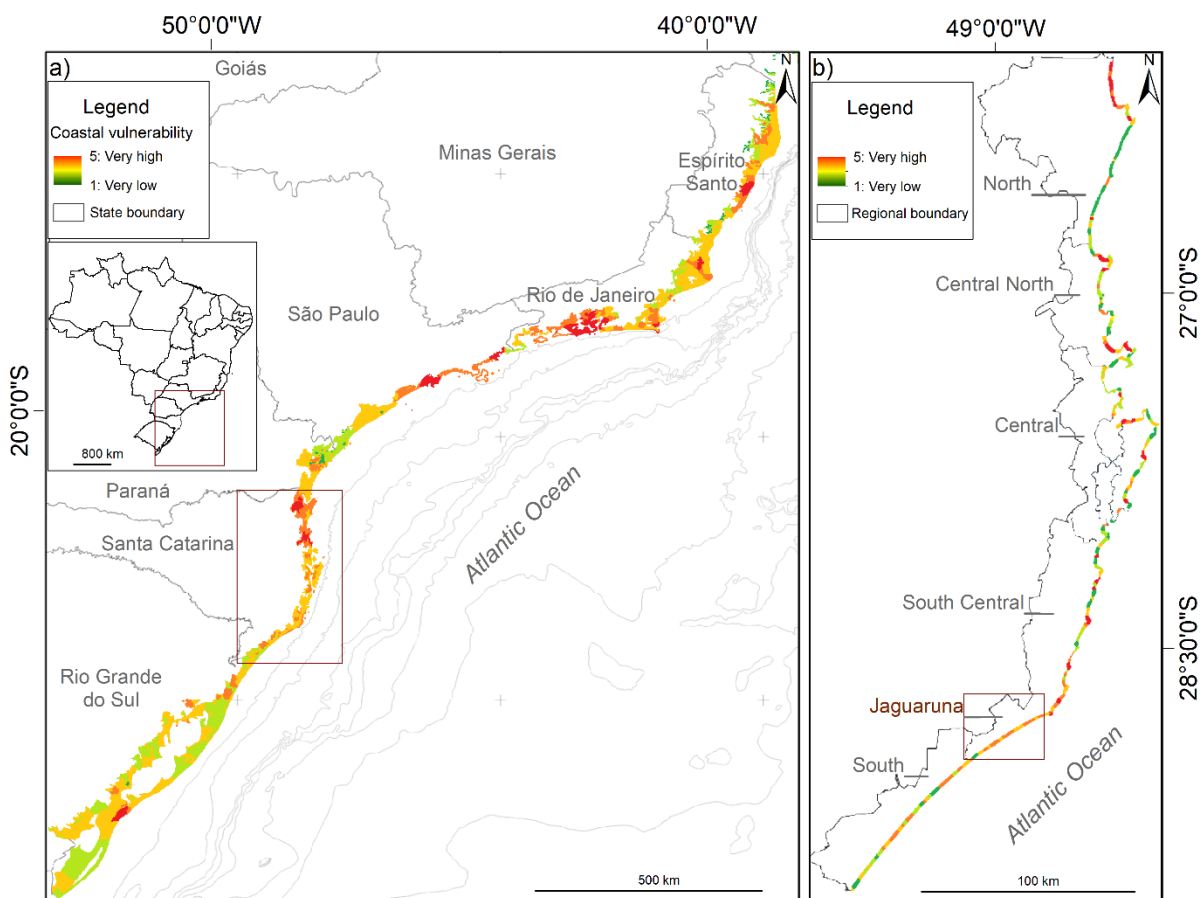 50°0'0"W
40°0'0"W
49°0'0"W
a)
Goiás
N
Legend
Coastal vulnerability
5: Very high
1: Very low
State boundary
Minas Gerais
Espírito
Santo
800 km
São Paulo
Rio de Janeiro
20°0'0"S
Paraná
Santa Catarina
Atlantic Ocean
Rio Grande
do Sul
500 km
b)
N
Legend
5: Very high
1: Very low
Regional boundary
North
Central North
27°0'0"S
Central
South Central
28°30'0"S
Jaguaruna
South
Atlantic Ocean
100 km